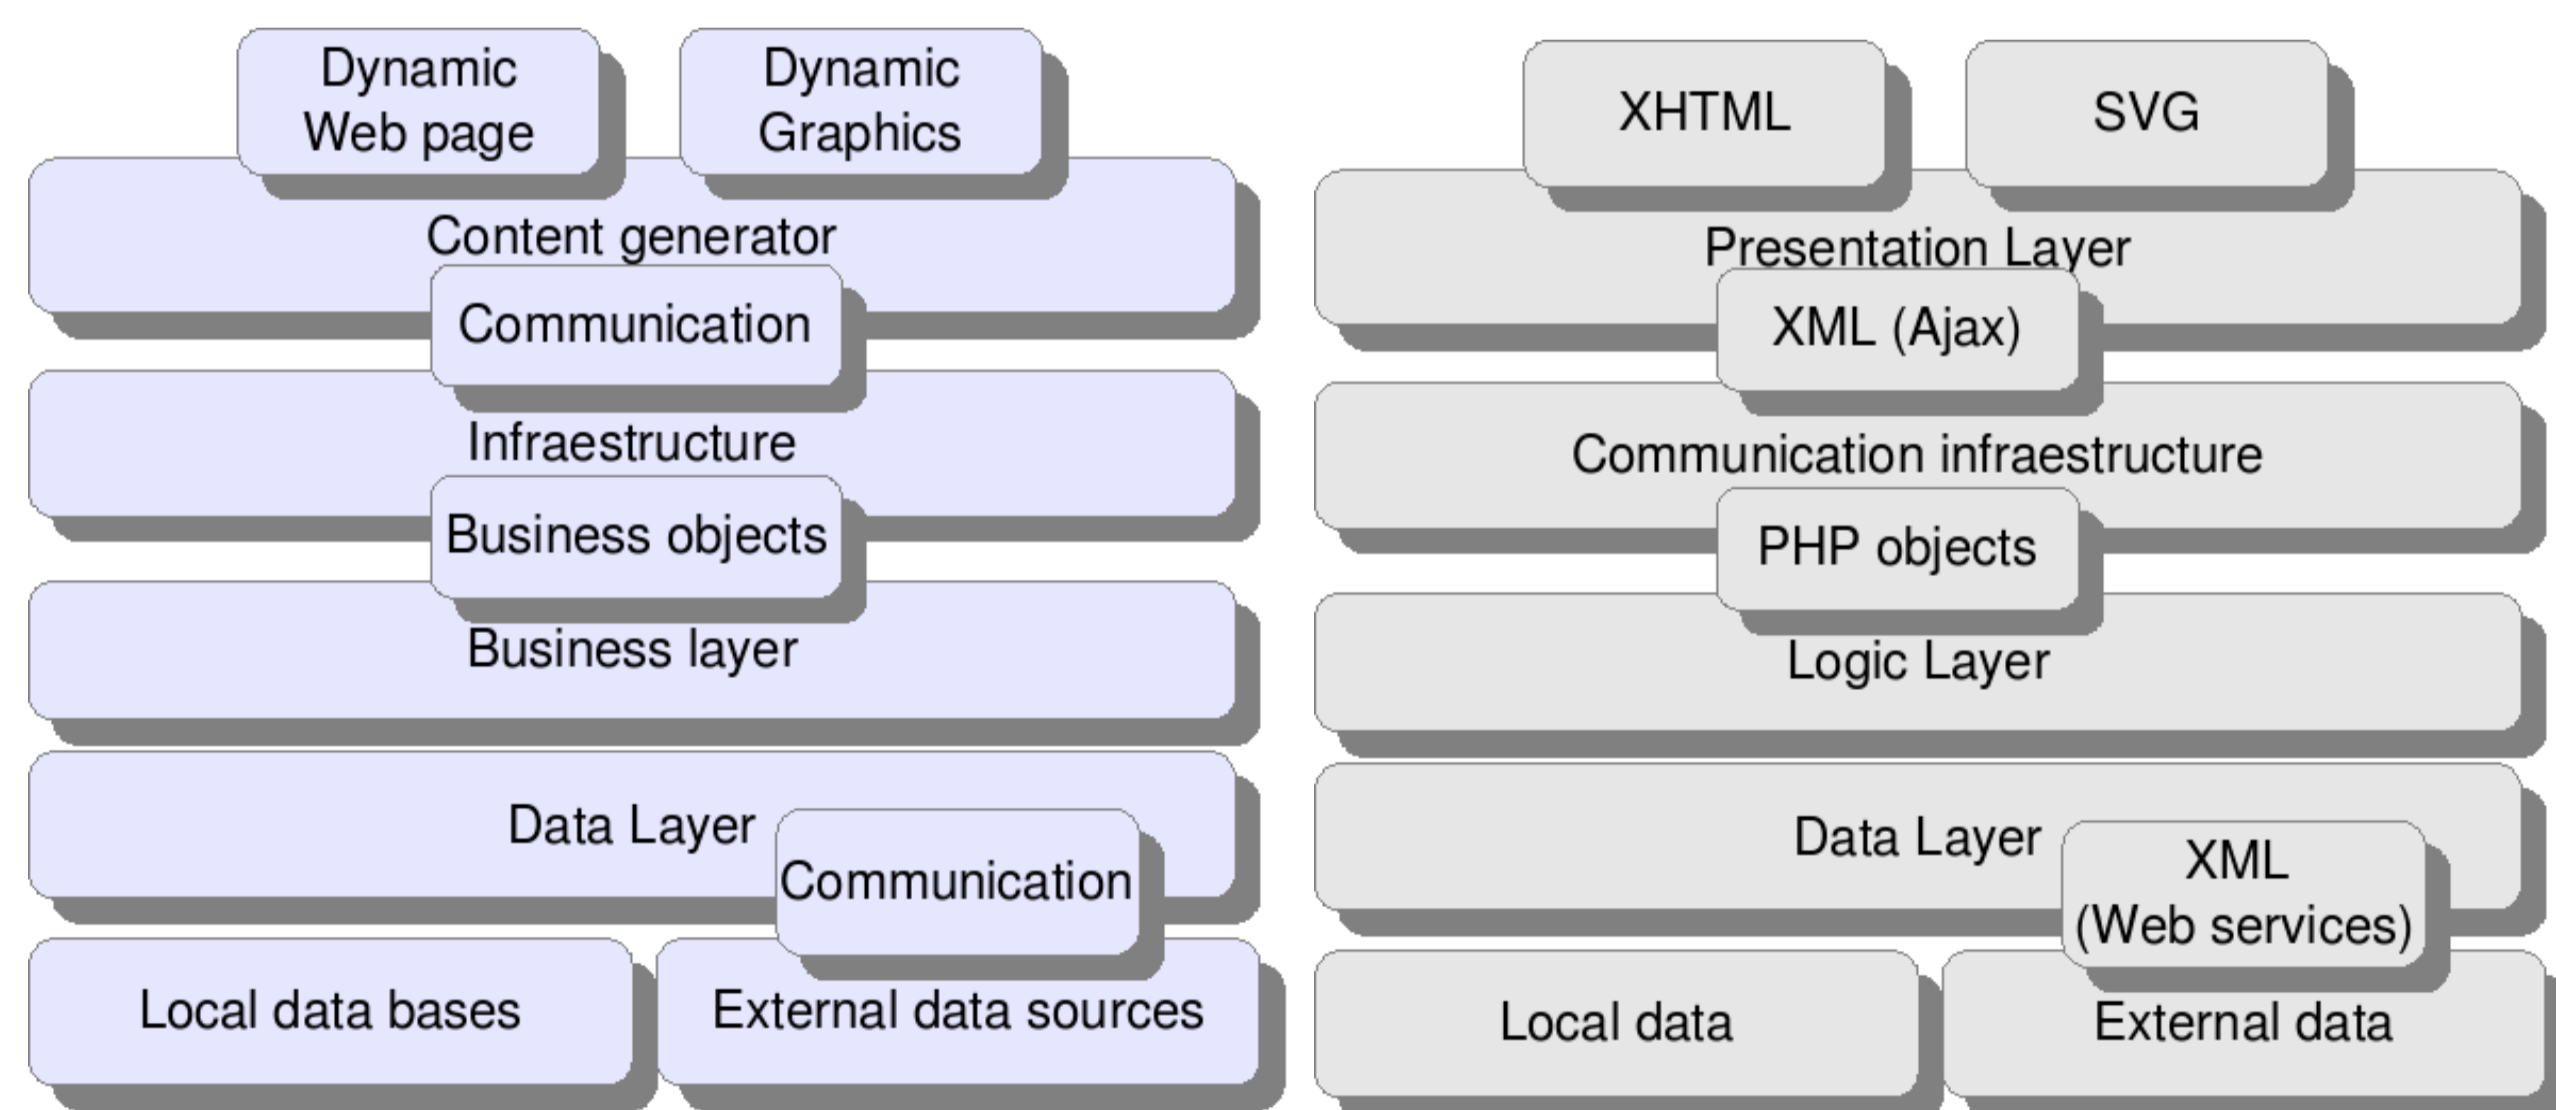 Dynamic
Web page
Dynamic
Graphics
Content generator
Communication
Infraestructure
Business objects
Business layer
Data Layer
Communication
Local data bases
External data sources
XHTML
SVG
Presentation Layer
XML (Ajax)
Communication infraestructure
PHP objects
Logic Layer
Data Layer
XML
(Web services)
Local data
External data